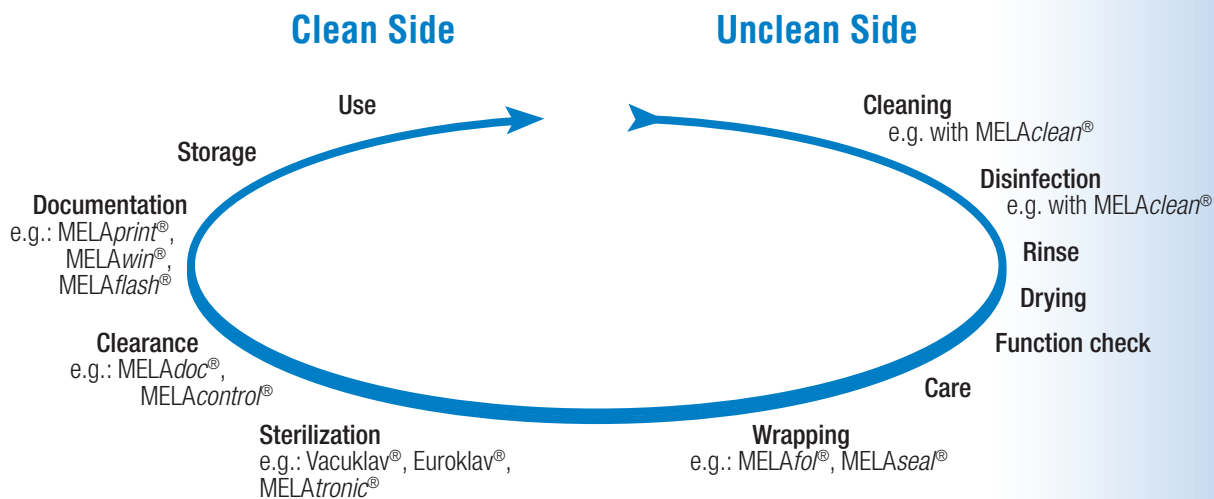 Clean Side
Unclean Side
Use
Storage
Documentation
e.g.: MELAprint®,
MELAwin®,
MELAflash®
Clearance
e.g.: MELAdoc®,
MELAcontrol®
Sterilization
e.g.: Vacuklav®, Euroklav®,
MELAtronic®
Cleaning
e.g. with MELAclean®
Disinfection
e.g. with MELAclean®
Rinse
Drying
Function check
Care
Wrapping
e.g.: MELAfol®, MELAseal®